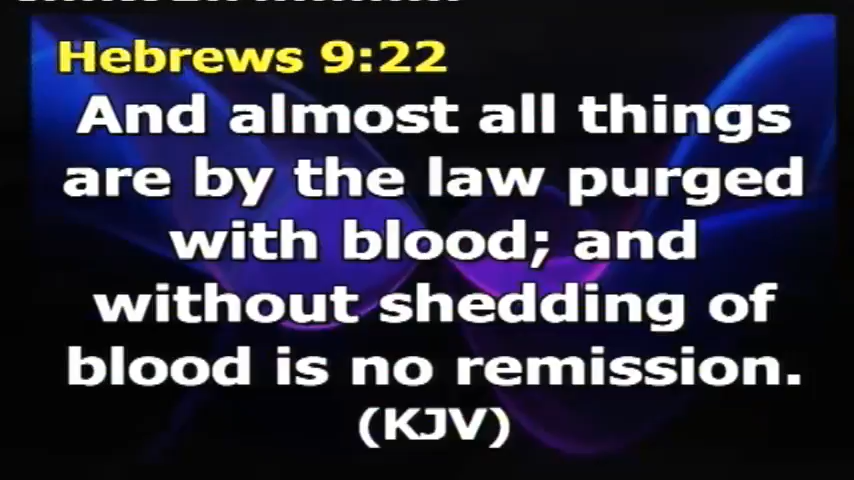 Hebrews 9:22
And almost all things
are by the law purged
with blood; and
without shedding of
blood is no remission.
(KJV)